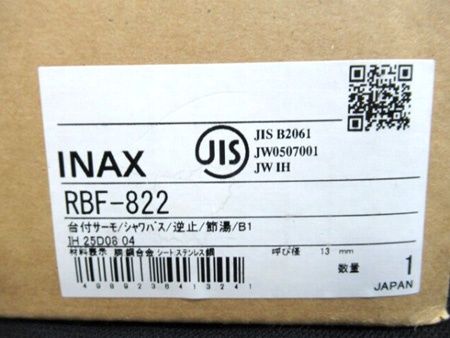 JIS B2061
JW0507001
JW IH
JIS
INAX
RBF-822
台付サーモ/シャワバス/逆止/節湯/B1
IH 25D08 04
材料表示 銅合金 シート:ステンレス鋼
呼び径 13 mm
数量 1
JAPAN
4989236413241